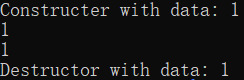 Constructer with data: 1
1
1
Destructor with data: 1